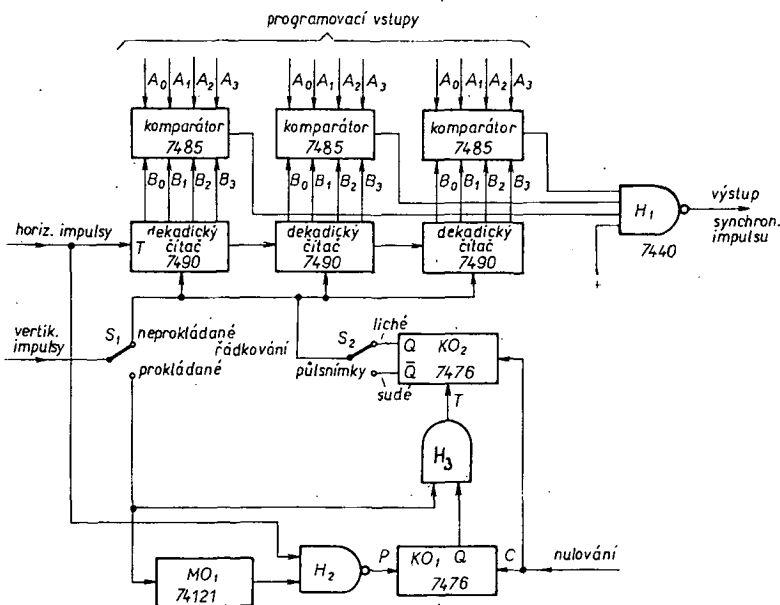 programovací vstupy
A0 A1 A2 A3 A0 A1 A2 A3 A0 A1 A2 A3
komparátor komparátor komparátor
7485 7485 7485
B0 B1 B2 B3 B0 B1 B2 B3 B0 B1 B2 B3
horiz. impulsy
T dekadický čítač 7490
dekadický čítač 7490
dekadický čítač 7490
H1
7440
výstup
synchron.
impulsu
+
vertik.
impulsy
S1
neprokládané
řádkování
prokládané
S2
liché
půlsnímky
sudé
Q KO2
Q̅ 7476
T
H3
MO1
74121
H2
P
KO1 Q
7476
C
nulování